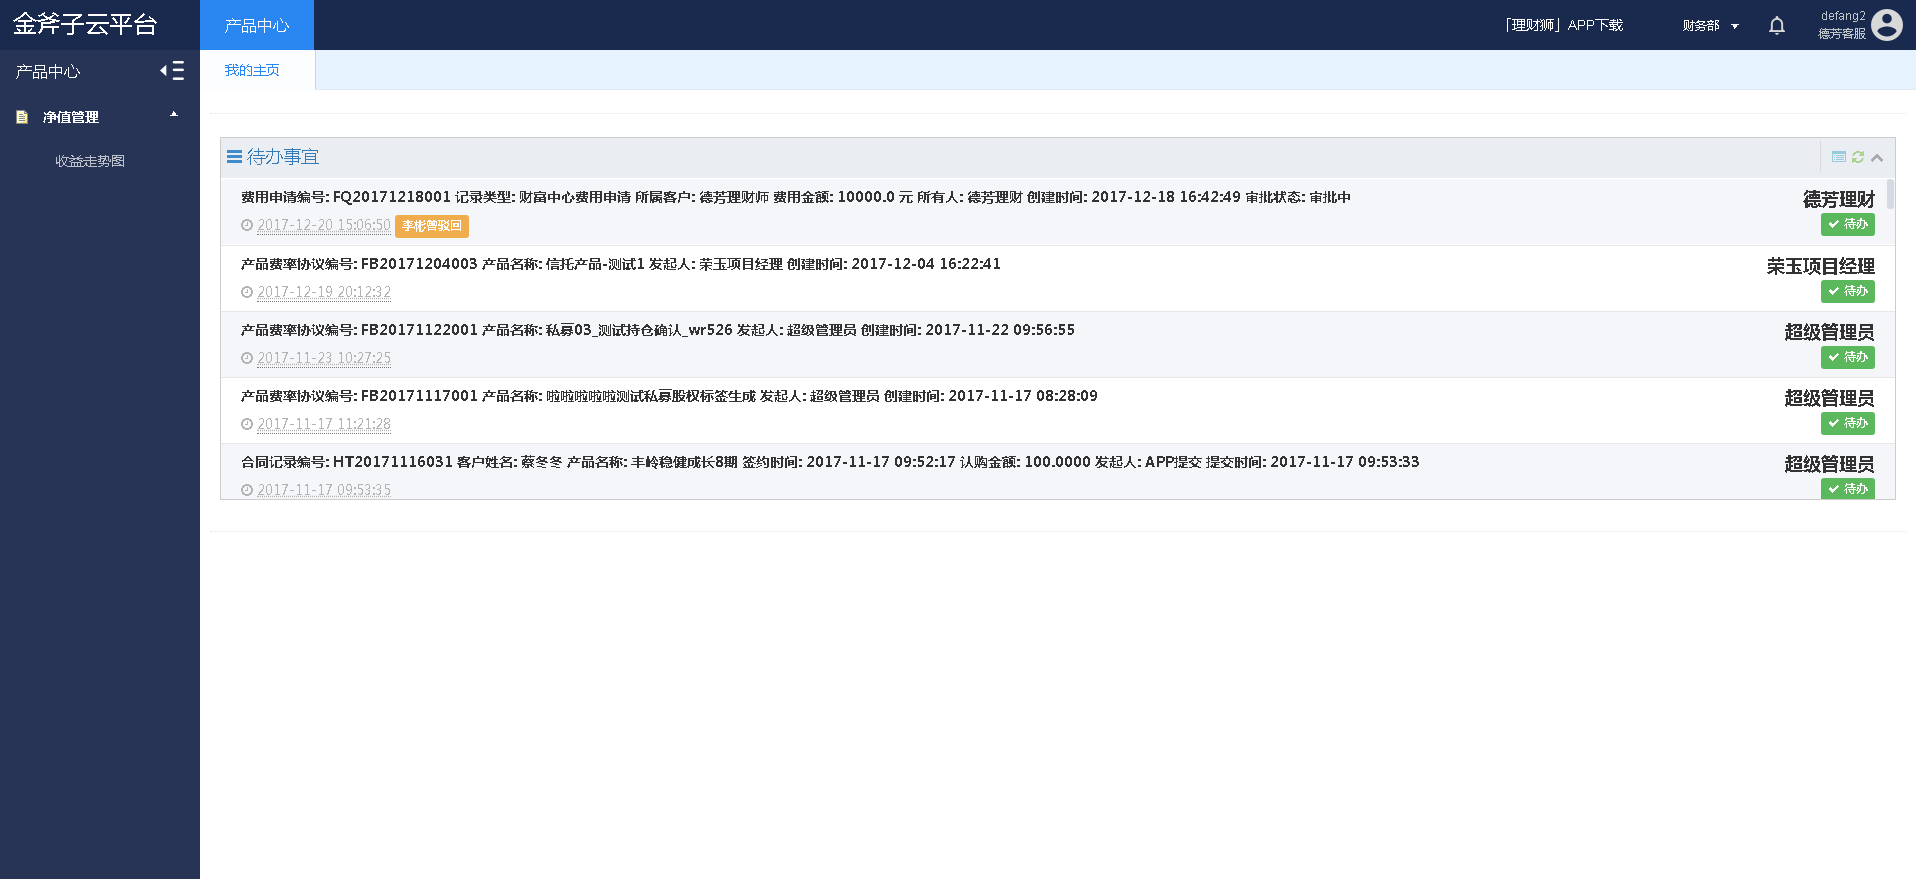 金斧子云平台
产品中心
「理财狮」APP下载
财务部
defang2
德芳客服
产品中心
我的主页
净值管理
收益走势图
待办事宜
费用申请编号: FQ20171218001 记录类型: 财富中心费用申请 所属客户: 德芳理财师 费用金额: 10000.0 元 所有人: 德芳理财 创建时间: 2017-12-18 16:42:49 审批状态: 审批中
德芳理财
2017-12-20 15:06:50 李彬曾驳回
待办
产品费率协议编号: FB20171204003 产品名称: 信托产品-测试1 发起人: 荣玉项目经理 创建时间: 2017-12-04 16:22:41
荣玉项目经理
2017-12-19 20:12:32
待办
产品费率协议编号: FB20171122001 产品名称: 私募03_测试持仓确认_wr526 发起人: 超级管理员 创建时间: 2017-11-22 09:56:55
超级管理员
2017-11-23 10:27:25
待办
产品费率协议编号: FB20171117001 产品名称: 啦啦啦啦啦测试私募股权标签生成 发起人: 超级管理员 创建时间: 2017-11-17 08:28:09
超级管理员
2017-11-17 11:21:28
待办
合同记录编号: HT20171116031 客户姓名: 蔡冬冬 产品名称: 丰岭稳健成长8期 签约时间: 2017-11-17 09:52:17 认购金额: 100.0000 发起人: APP提交 提交时间: 2017-11-17 09:53:33
超级管理员
2017-11-17 09:53:35
待办